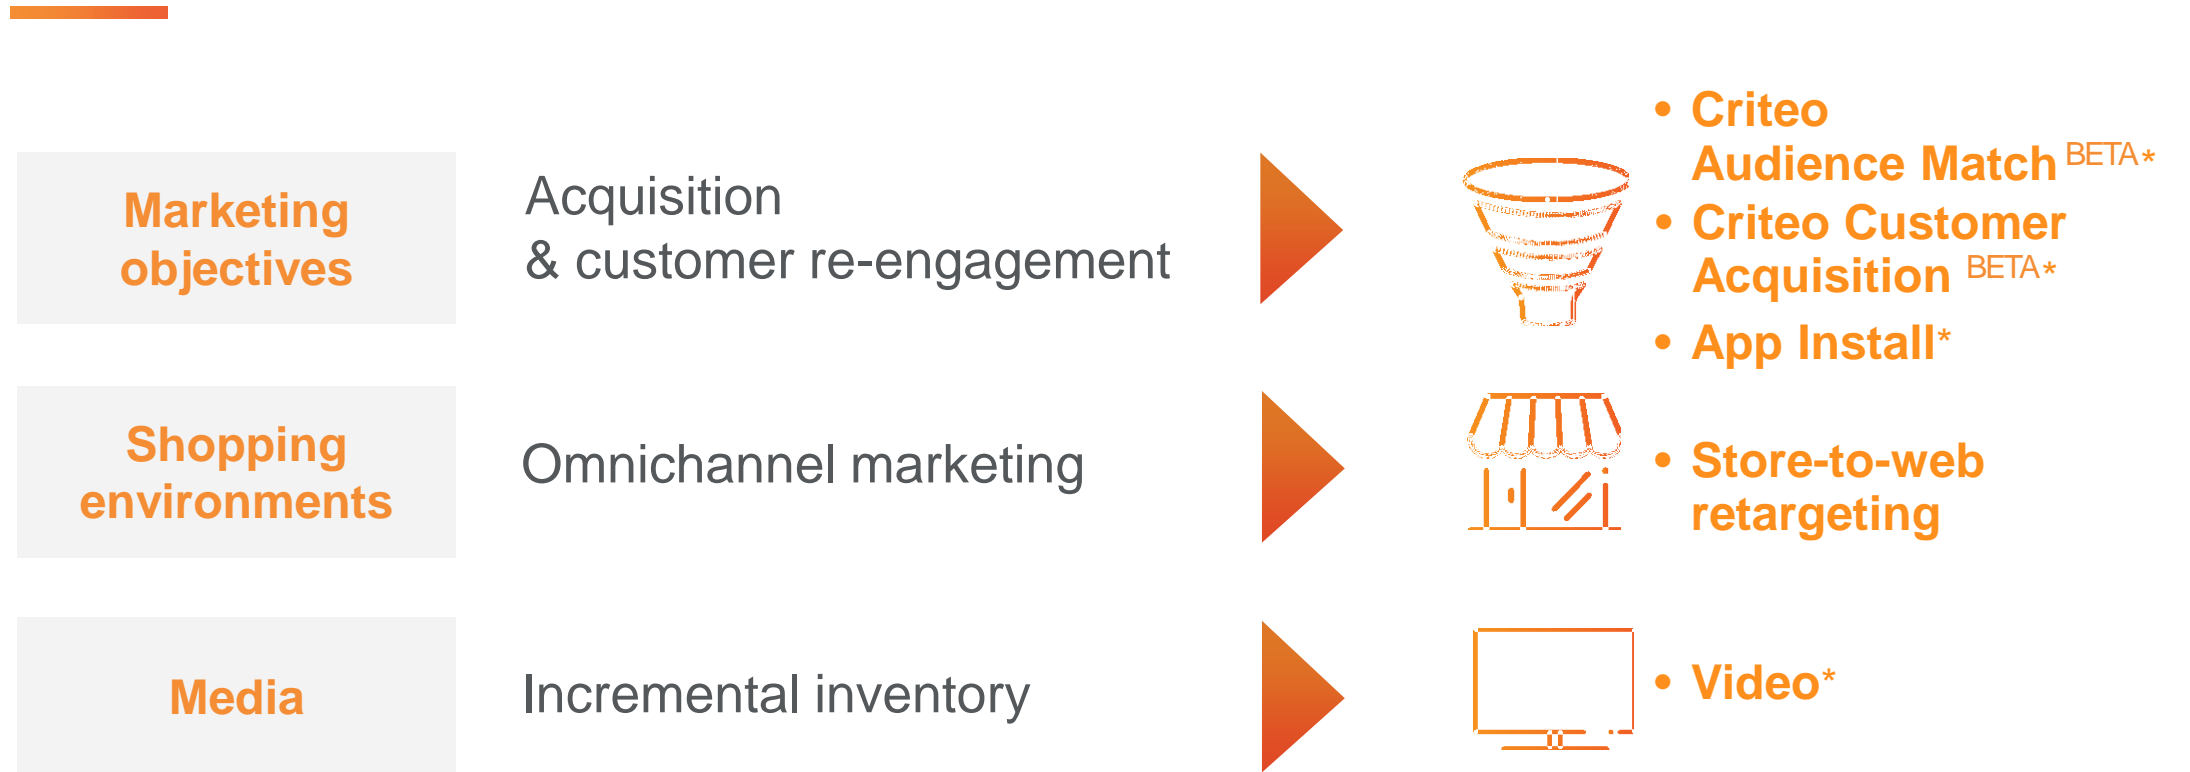 Marketing
objectives
Acquisition
& customer re-engagement
• Criteo
Audience Match BETA*
• Criteo Customer
Acquisition BETA*
• App Install*
Shopping
environments
Omnichannel marketing
• Store-to-web
retargeting
Media
Incremental inventory
• Video*